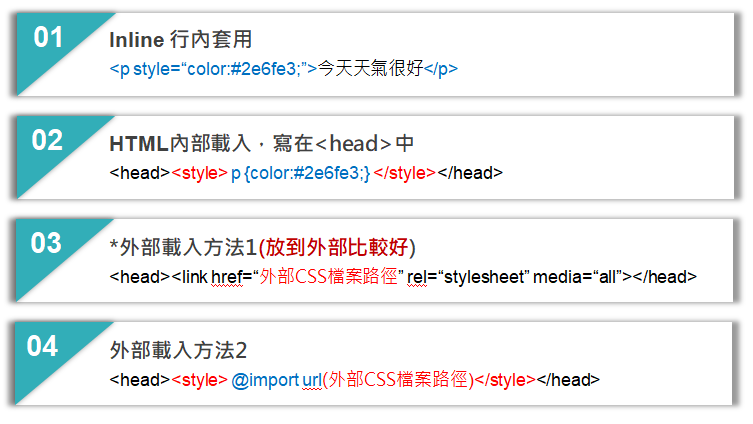 01
Inline 行內套用
<p style=“color:#2e6fe3;”>今天天氣很好</p>
02
HTML內部載入，寫在<head>中
<head><style> p {color:#2e6fe3;} </style></head>
03
*外部載入方法1(放到外部比較好)
<head><link href=“外部CSS檔案路徑” rel=“stylesheet” media=“all”></head>
04
外部載入方法2
<head><style> @import url(外部CSS檔案路徑)</style></head>